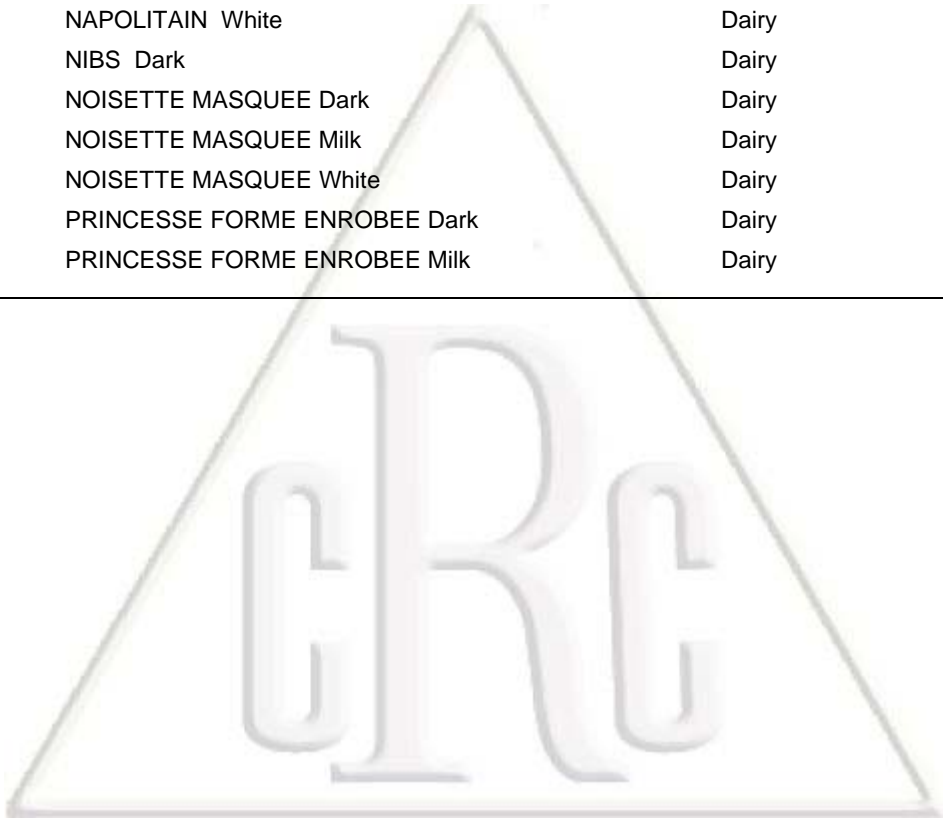 NAPOLITAIN White Dairy
NIBS Dark Dairy
NOISETTE MASQUEE Dark Dairy
NOISETTE MASQUEE Milk Dairy
NOISETTE MASQUEE White Dairy
PRINCESSE FORME ENROBEE Dark Dairy
PRINCESSE FORME ENROBEE Milk Dairy
cRc